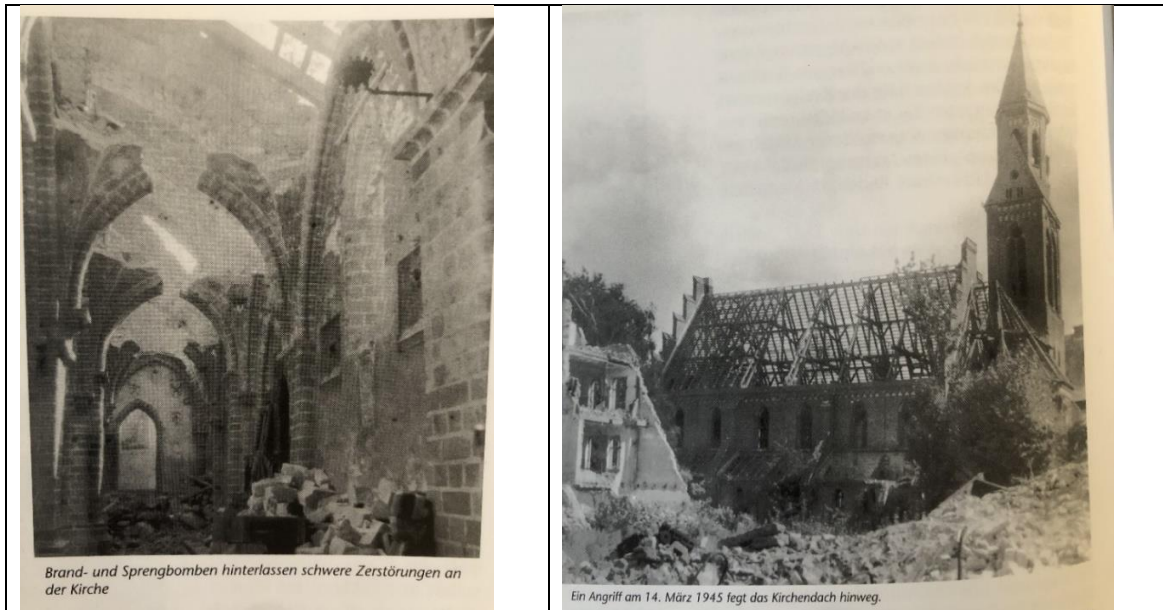 Brand- und Sprengbomben hinterlassen schwere Zerstörungen an
der Kirche
Ein Angriff am 14. März 1945 fegt das Kirchendach hinweg.